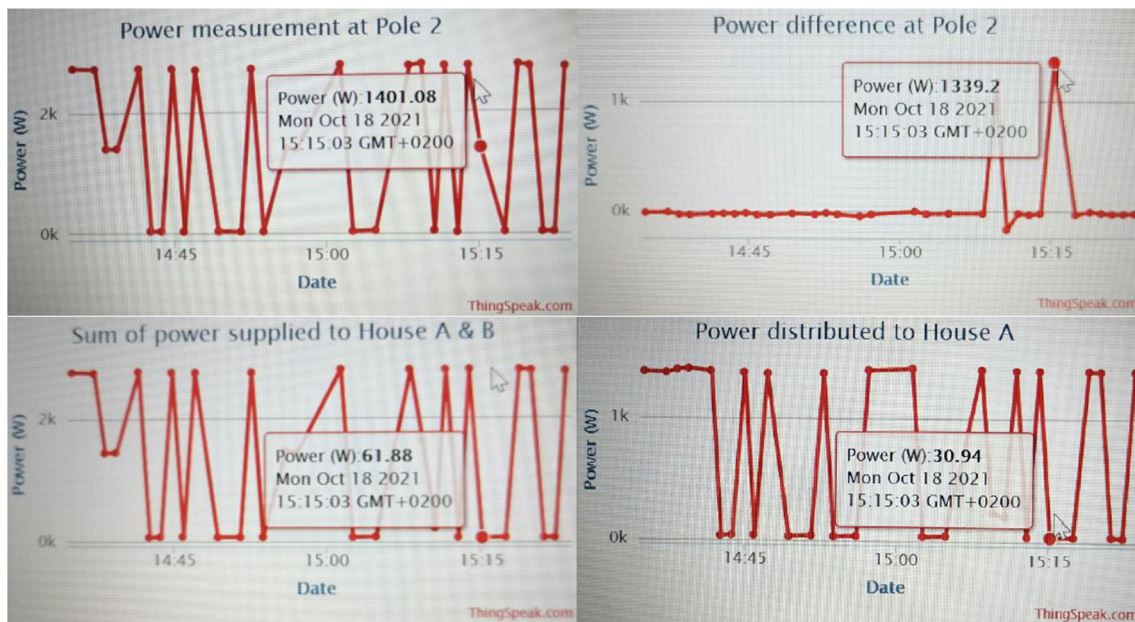 Power measurement at Pole 2
Power (W)
2k
0k
Power (W):1401.08
Mon Oct 18 2021
15:15:03 GMT+0200
14:45
15:00
15:15
Date
ThingSpeak.com
Power difference at Pole 2
Power (W)
1k
0k
Power (W):1339.2
Mon Oct 18 2021
15:15:03 GMT+0200
14:45
15:00
15:15
Date
ThingSpeak.com
Sum of power supplied to House A & B
Power (W)
2k
0k
Power (W):61.88
Mon Oct 18 2021
15:15:03 GMT+0200
14:45
15:00
15:15
Date
ThingSpeak.com
Power distributed to House A
Power (W)
1k
0k
Power (W):30.94
Mon Oct 18 2021
15:15:03 GMT+0200
14:45
15:00
15:15
Date
ThingSpeak.com